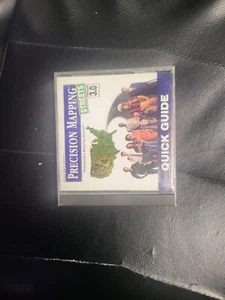 PRECISION MAPPING
STREETS
3.0
QUICK GUIDE